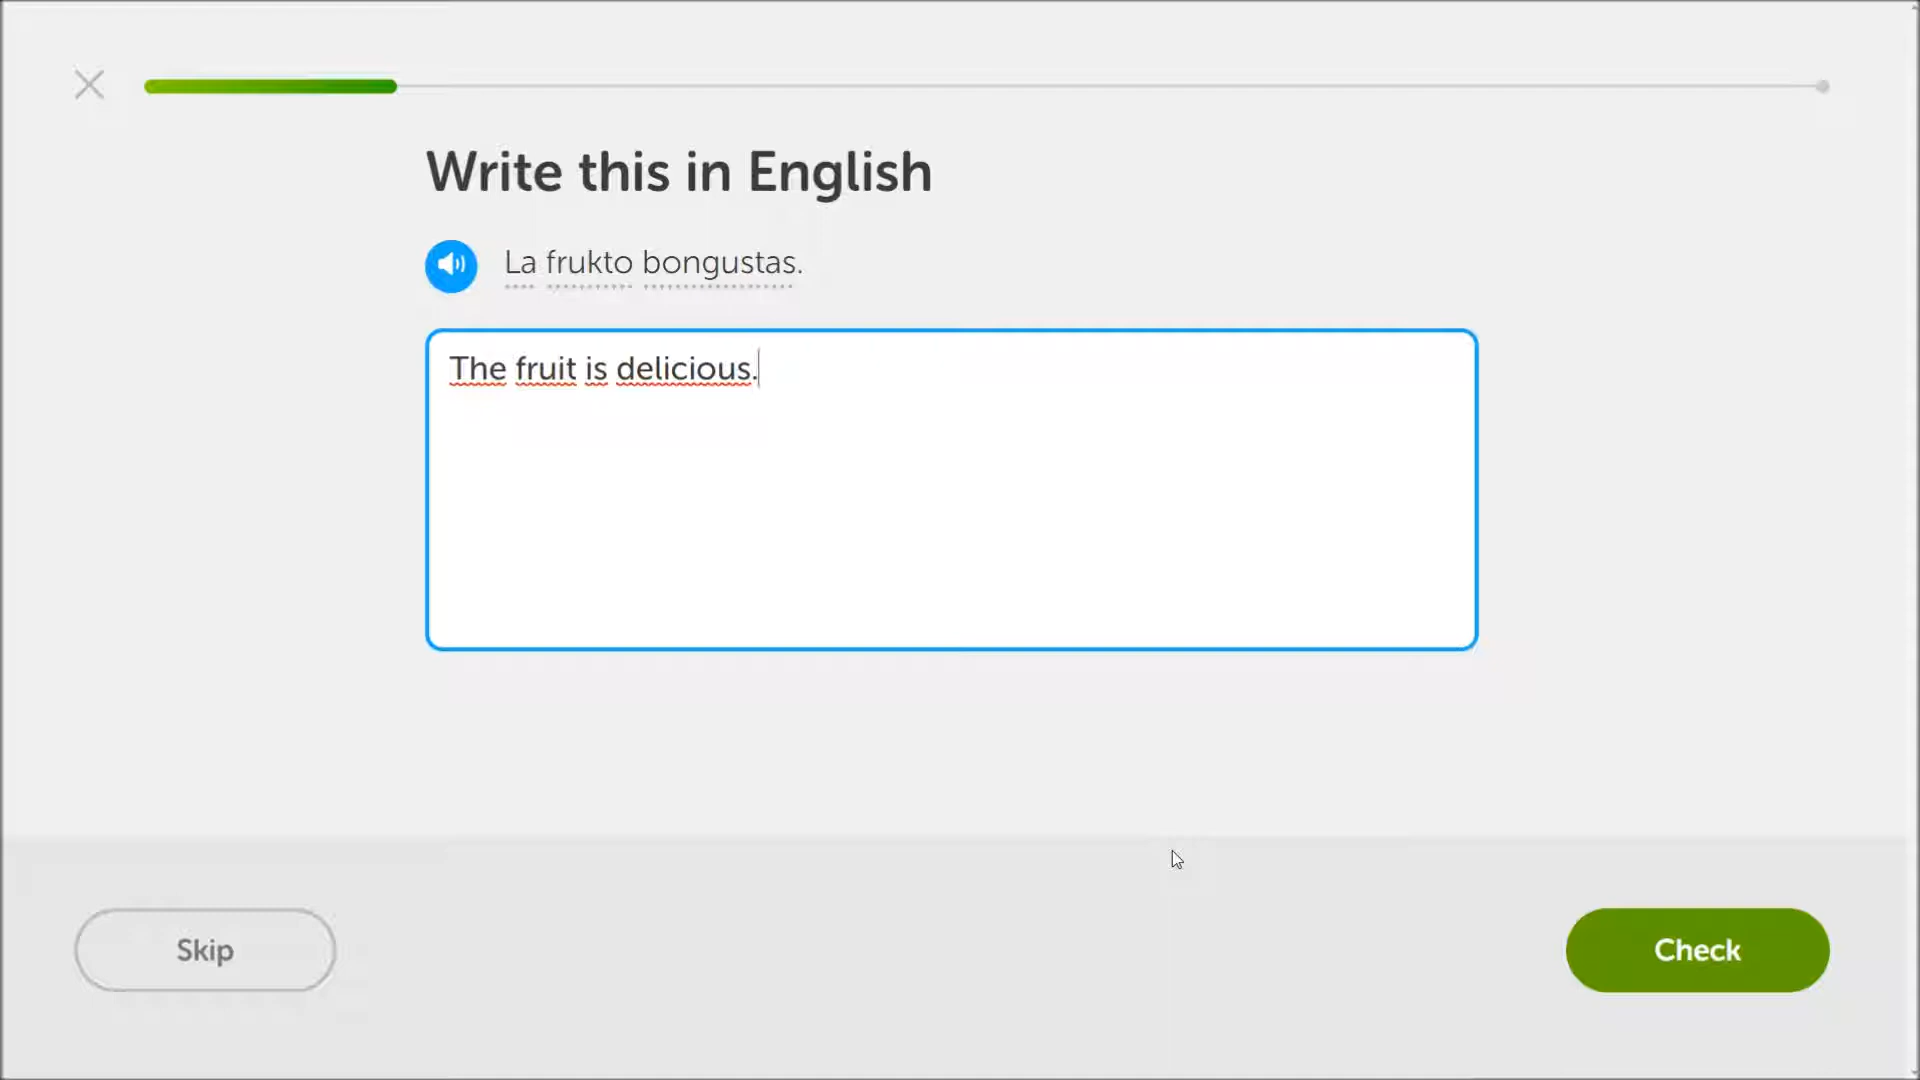 Write this in English
La frukto bongustas.
The fruit is delicious.
Skip
Check